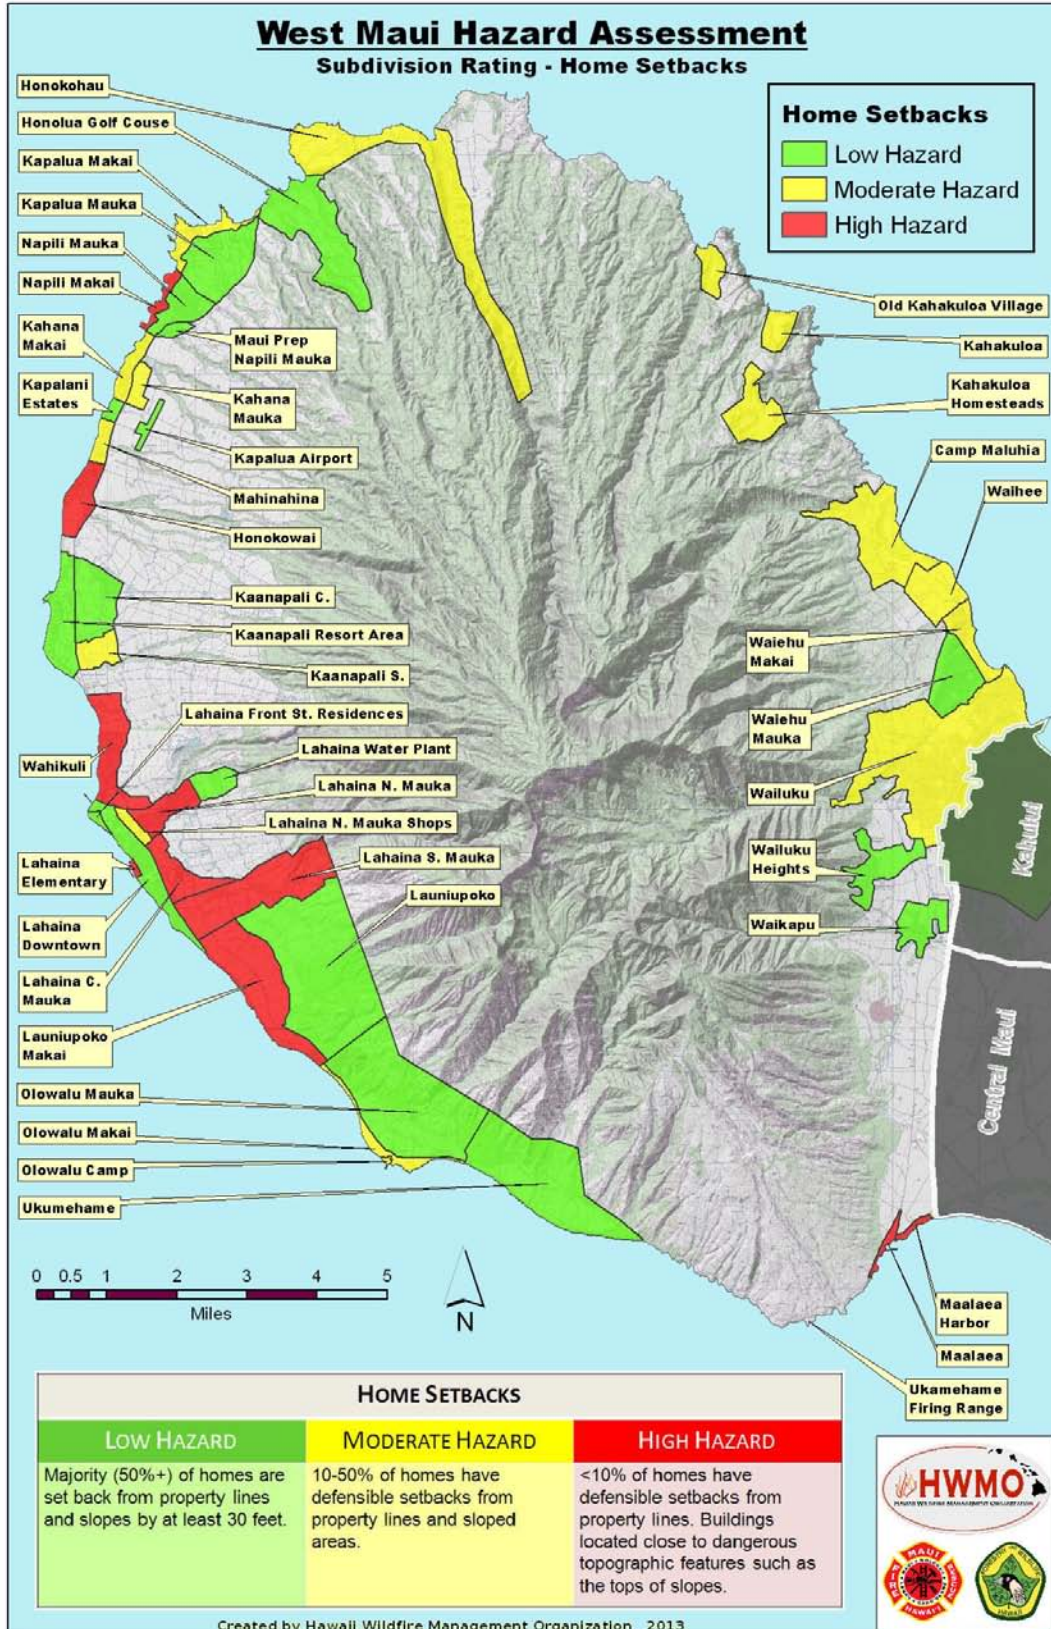 West Maui Hazard Assessment
Subdivision Rating - Home Setbacks
Honokohau
Honolua Golf Couse
Kapalua Makai
Kapalua Mauka
Napili Mauka
Napili Makai
Kahana
Makai
Kapalani
Estates
Maui Prep
Napili Mauka
Kahana
Mauka
Kapalua Airport
Mahinahina
Honokowai
Kaanapali C.
Kaanapali Resort Area
Kaanapali S.
Lahaina Front St. Residences
Wahikuli
Lahaina Water Plant
Lahaina N. Mauka
Lahaina N. Mauka Shops
Lahaina
Elementary
Lahaina S. Mauka
Launiupoko
Lahaina
Downtown
Lahaina C.
Mauka
Launiupoko
Makai
Olowalu Mauka
Olowalu Makai
Olowalu Camp
Ukumehame
Home Setbacks
Low Hazard
Moderate Hazard
High Hazard
Old Kahakuloa Village
Kahakuloa
Kahakuloa
Homesteads
Camp Maluhia
Waihee
Waiehu
Makai
Waiehu
Mauka
Wailuku
Wailuku
Heights
Waikapu
Kahului
Central Maui
Maalaea
Harbor
Maalaea
Ukamehame
Firing Range
0 0.5 1 2 3 4 5
Miles
N
HOME SETBACKS
LOW HAZARD
MODERATE HAZARD
HIGH HAZARD
Majority (50%+) of homes are
set back from property lines
and slopes by at least 30 feet.
10-50% of homes have
defensible setbacks from
property lines and sloped
areas.
<10% of homes have
defensible setbacks from
property lines. Buildings
located close to dangerous
topographic features such as
the tops of slopes.
HWMO
HAWAII WILDFIRE MANAGEMENT ORGANIZATION
MAUI
FIRE
HAWAII
HAWAII
Created by Hawaii Wildfire Management Organization, 2013